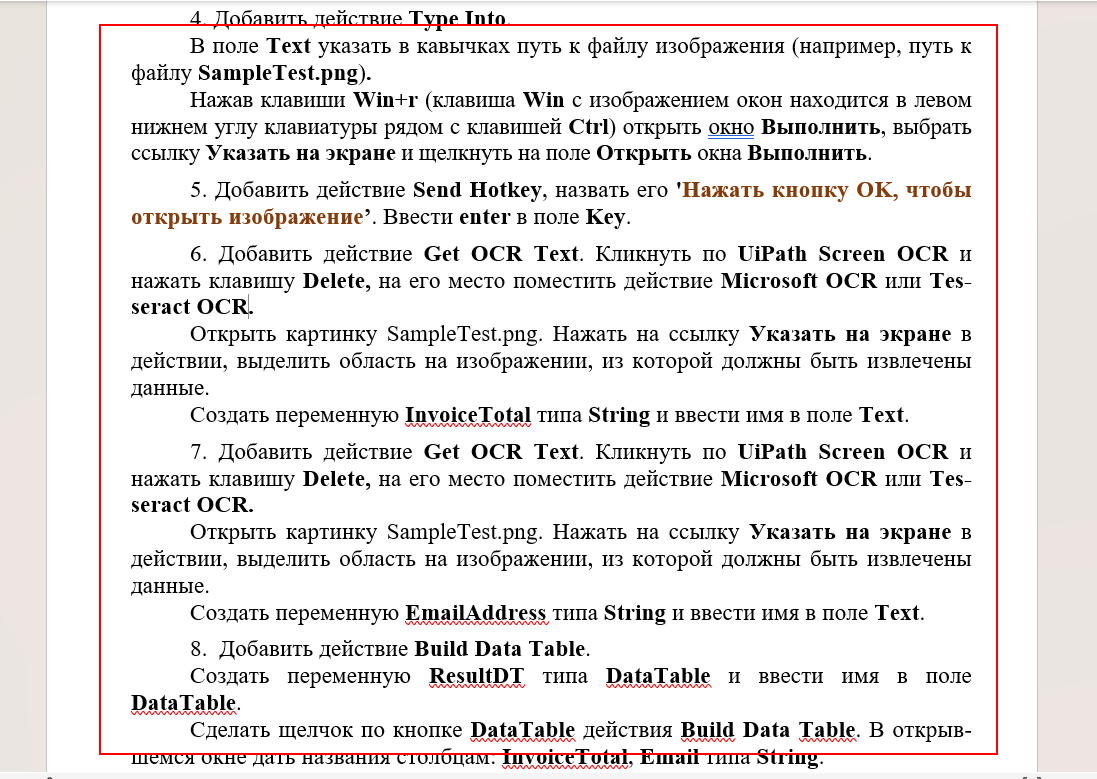 4. Добавить действие Type Into.
В поле Text указать в кавычках путь к файлу изображения (например, путь к
файлу SampleTest.png).
Нажав клавиши Win+r (клавиша Win с изображением окон находится в левом
нижнем углу клавиатуры рядом с клавишей Ctrl) открыть окно Выполнить, выбрать
ссылку Указать на экране и щелкнуть на поле Открыть окна Выполнить.
5. Добавить действие Send Hotkey, назвать его 'Нажать кнопку OK, чтобы
открыть изображение’. Ввести enter в поле Key.
6. Добавить действие Get OCR Text. Кликнуть по UiPath Screen OCR и
нажать клавишу Delete, на его место поместить действие Microsoft OCR или Tes-
seract OCR.
Открыть картинку SampleTest.png. Нажать на ссылку Указать на экране в
действии, выделить область на изображении, из которой должны быть извлечены
данные.
Создать переменную InvoiceTotal типа String и ввести имя в поле Text.
7. Добавить действие Get OCR Text. Кликнуть по UiPath Screen OCR и
нажать клавишу Delete, на его место поместить действие Microsoft OCR или Tes-
seract OCR.
Открыть картинку SampleTest.png. Нажать на ссылку Указать на экране в
действии, выделить область на изображении, из которой должны быть извлечены
данные.
Создать переменную EmailAddress типа String и ввести имя в поле Text.
8. Добавить действие Build Data Table.
Создать переменную ResultDT типа DataTable и ввести имя в поле
DataTable.
Сделать щелчок по кнопке DataTable действия Build Data Table. В открыв-
шемся окне дать названия столбцам: InvoiceTotal, Email типа String.